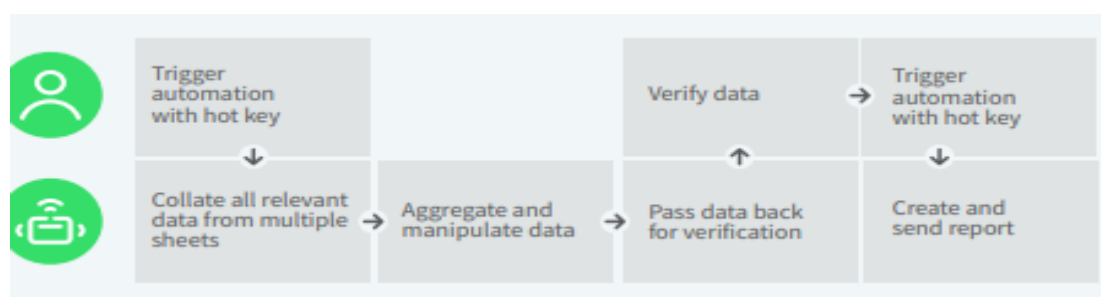 Trigger
automation
with hot key
Verify data
Trigger
automation
with hot key
Collate all relevant
data from multiple
sheets
Aggregate and
manipulate data
Pass data back
for verification
Create and
send report